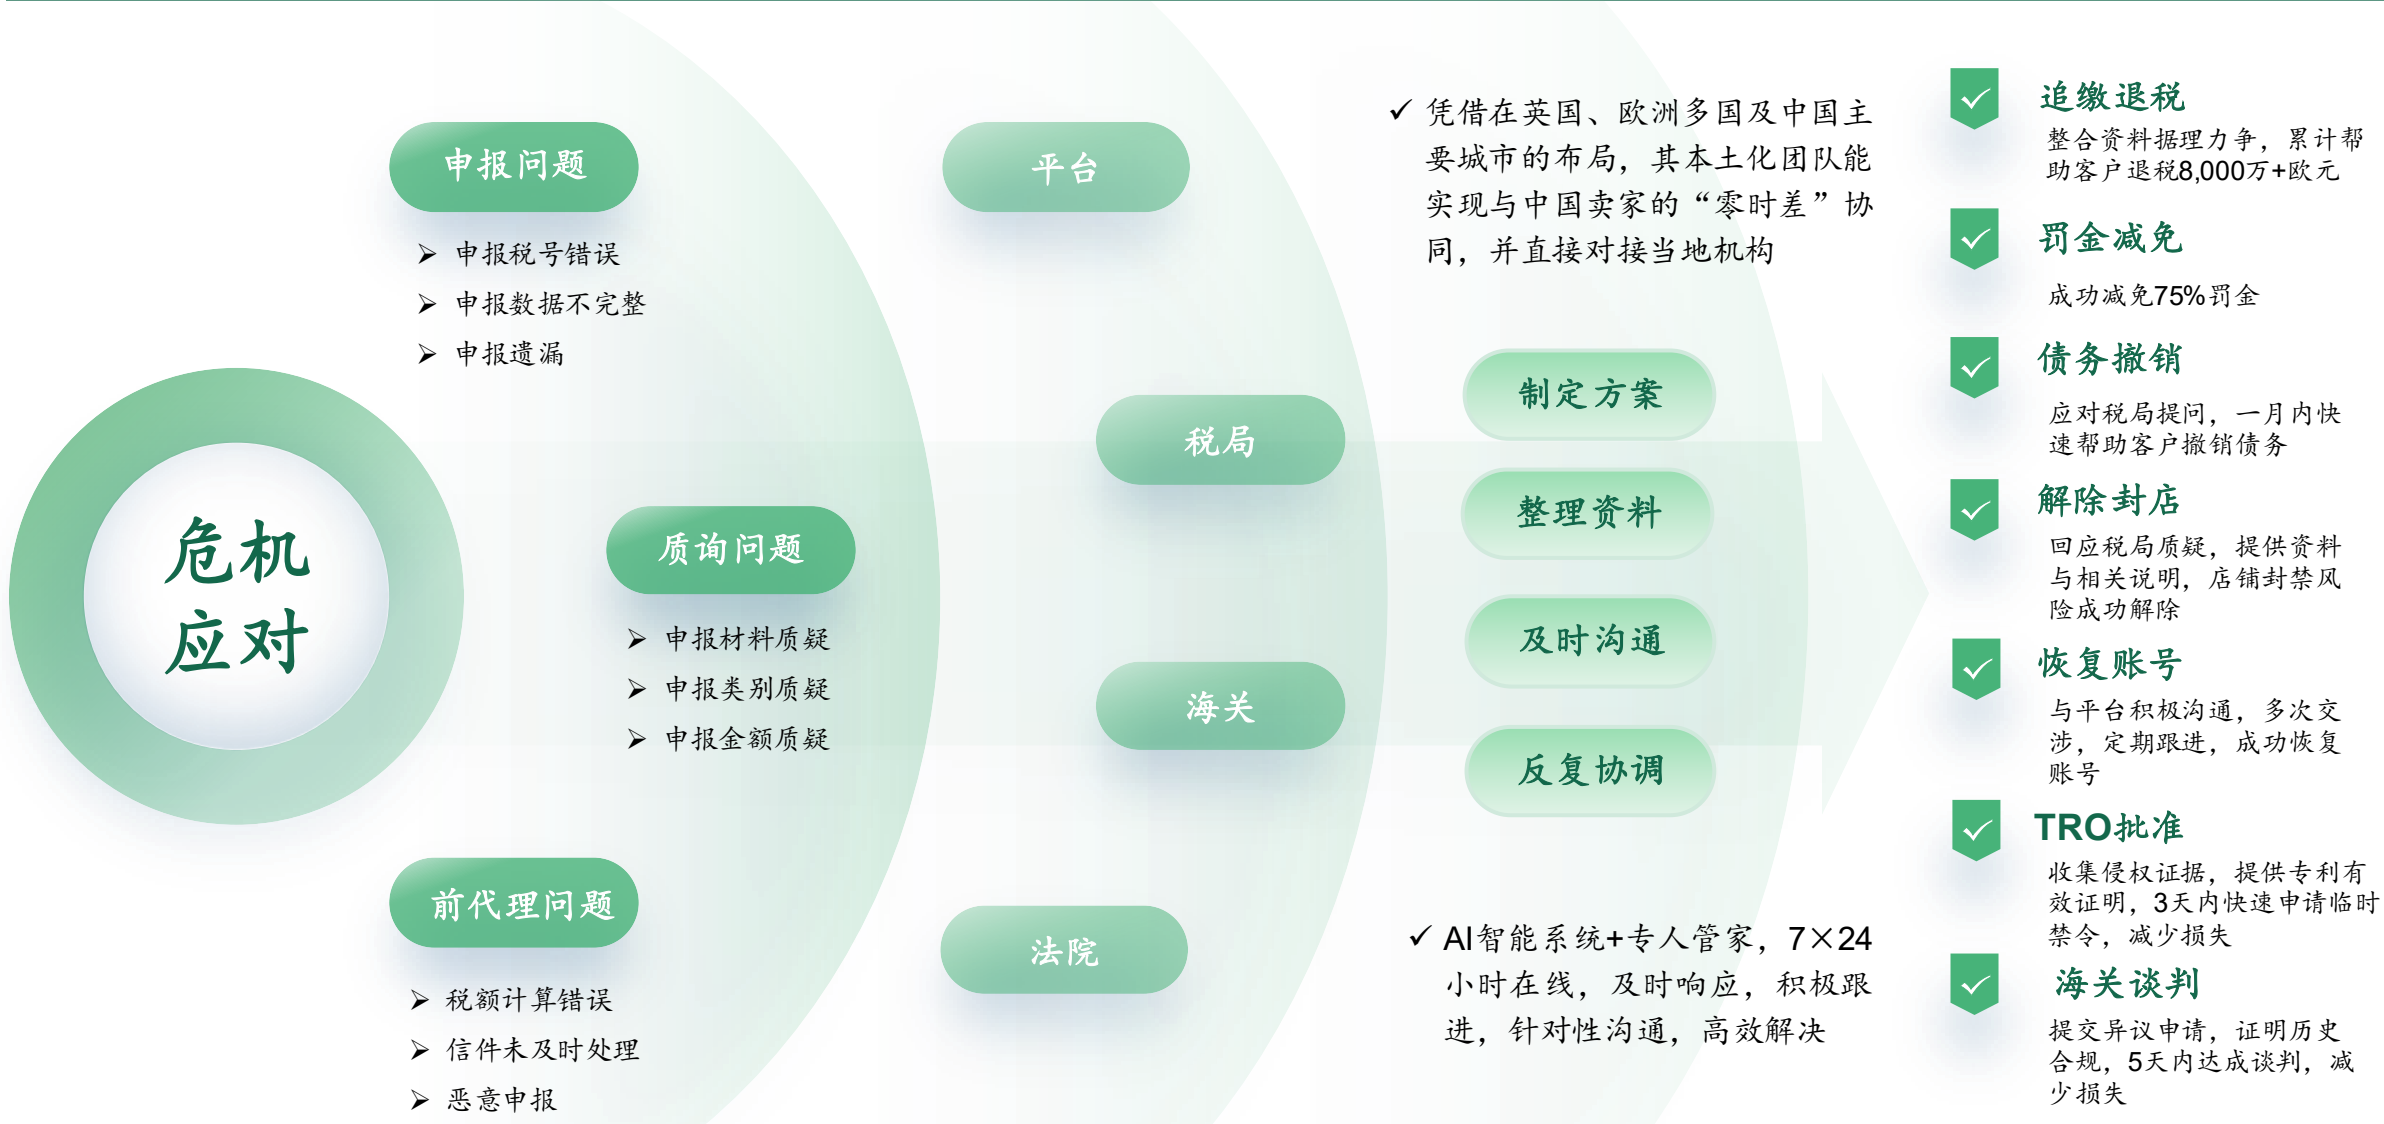 危机
应对
申报问题
申报税号错误
申报数据不完整
申报遗漏
质询问题
申报材料质疑
申报类别质疑
申报金额质疑
前代理问题
税额计算错误
信件未及时处理
恶意申报
平台
税局
海关
法院
凭借在英国、欧洲多国及中国主
要城市的布局，其本土化团队能
实现与中国卖家的“零时差”协
同，并直接对接当地机构
制定方案
整理资料
及时沟通
反复协调
AI智能系统+专人管家，7×24
小时在线，及时响应，积极跟
进，针对性沟通，高效解决
追缴退税
整合资料据理力争，累计帮
助客户退税8,000万+欧元
罚金减免
成功减免75%罚金
债务撤销
应对税局提问，一月内快
速帮助客户撤销债务
解除封店
回应税局质疑，提供资料
与相关说明，店铺封禁风
险成功解除
恢复账号
与平台积极沟通，多次交
涉，定期跟进，成功恢复
账号
TRO批准
收集侵权证据，提供专利有
效证明，3天内快速申请临时
禁令，减少损失
海关谈判
提交异议申请，证明历史
合规，5天内达成谈判，减
少损失